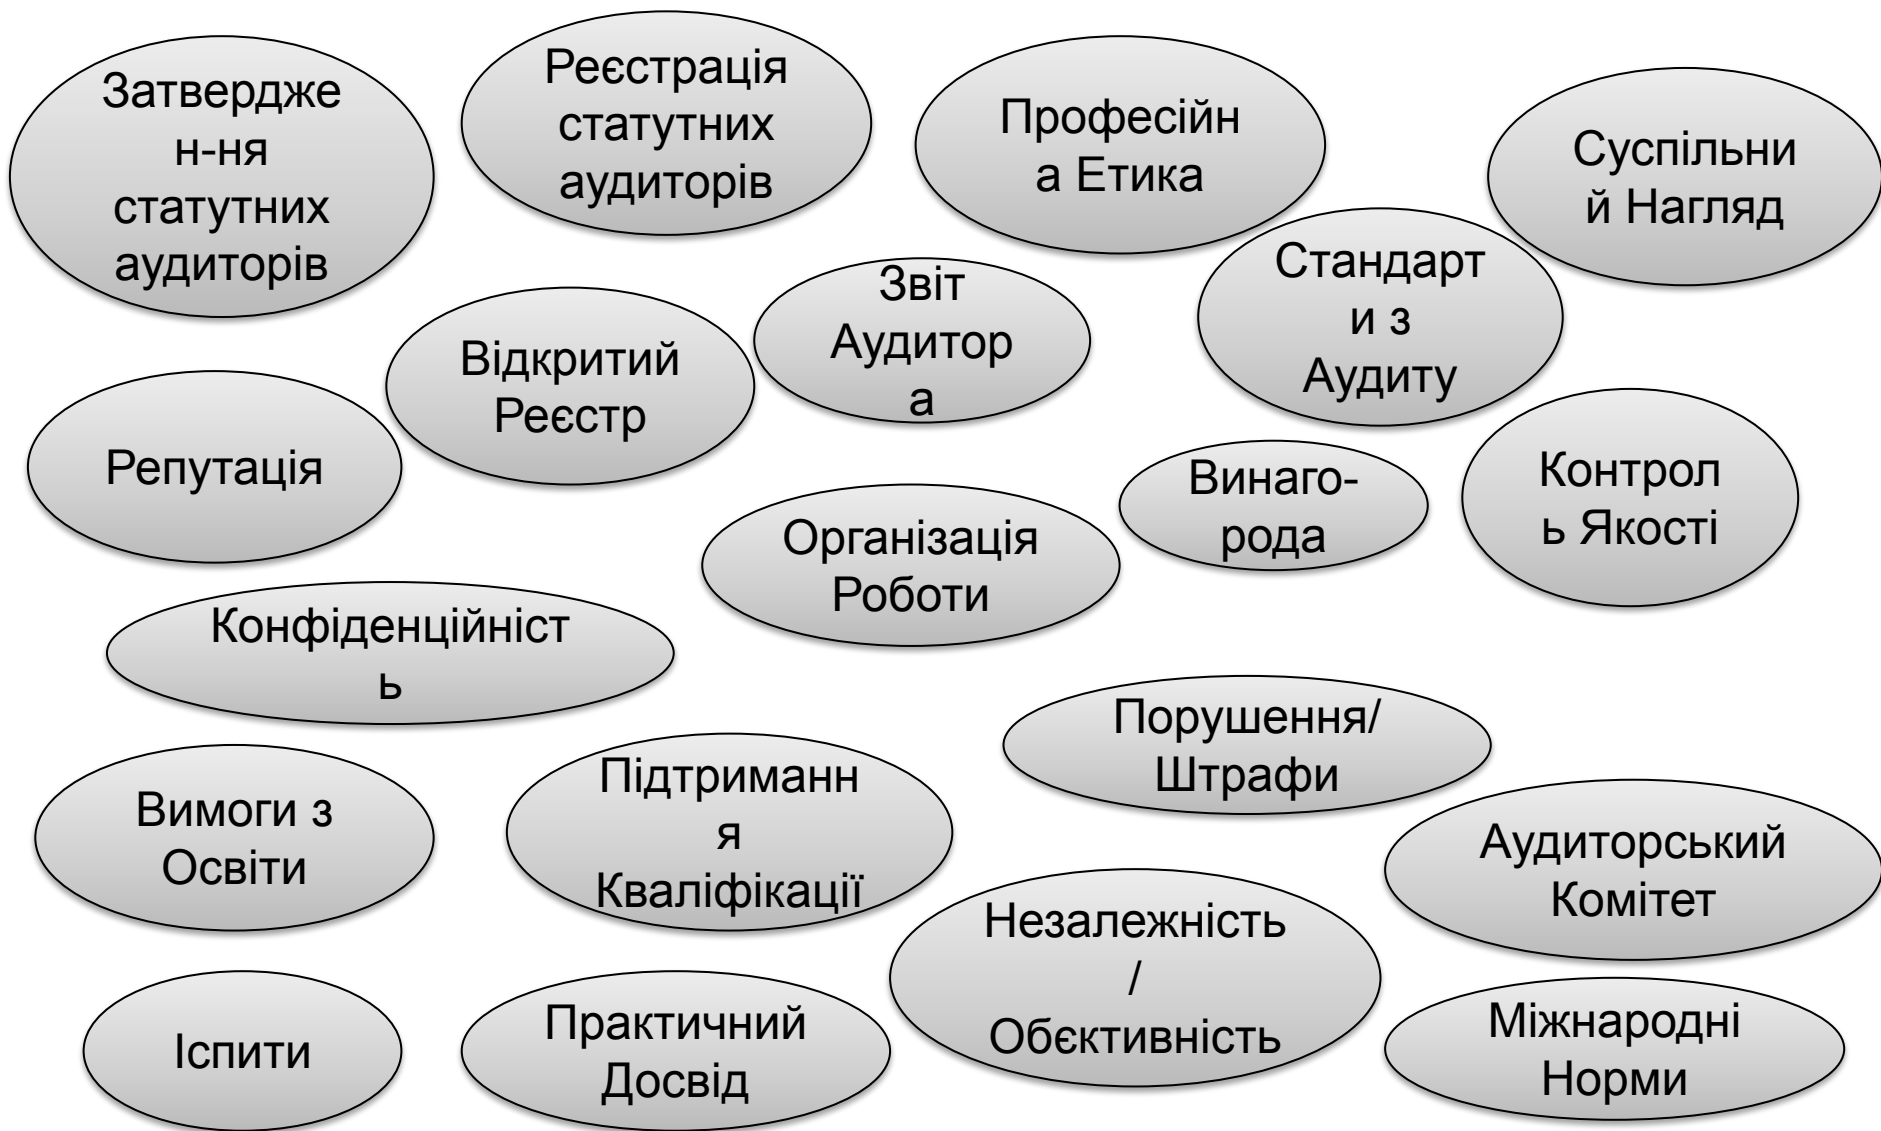 Затвердже
н-ня
статутних
аудиторів
Реєстрація
статутних
аудиторів
Професійн
а Етика
Суспільни
й Нагляд
Стандарт
и з
Аудиту
Звіт
Аудитор
а
Відкритий
Реєстр
Репутація
Винаго-
рода
Контрол
ь Якості
Організація
Роботи
Конфіденційніст
ь
Порушення/
Штрафи
Вимоги з
Освіти
Підтриманн
я
Кваліфікації
Аудиторський
Комітет
Незалежність
/
Обєктивність
Іспити
Практичний
Досвід
Міжнародні
Норми